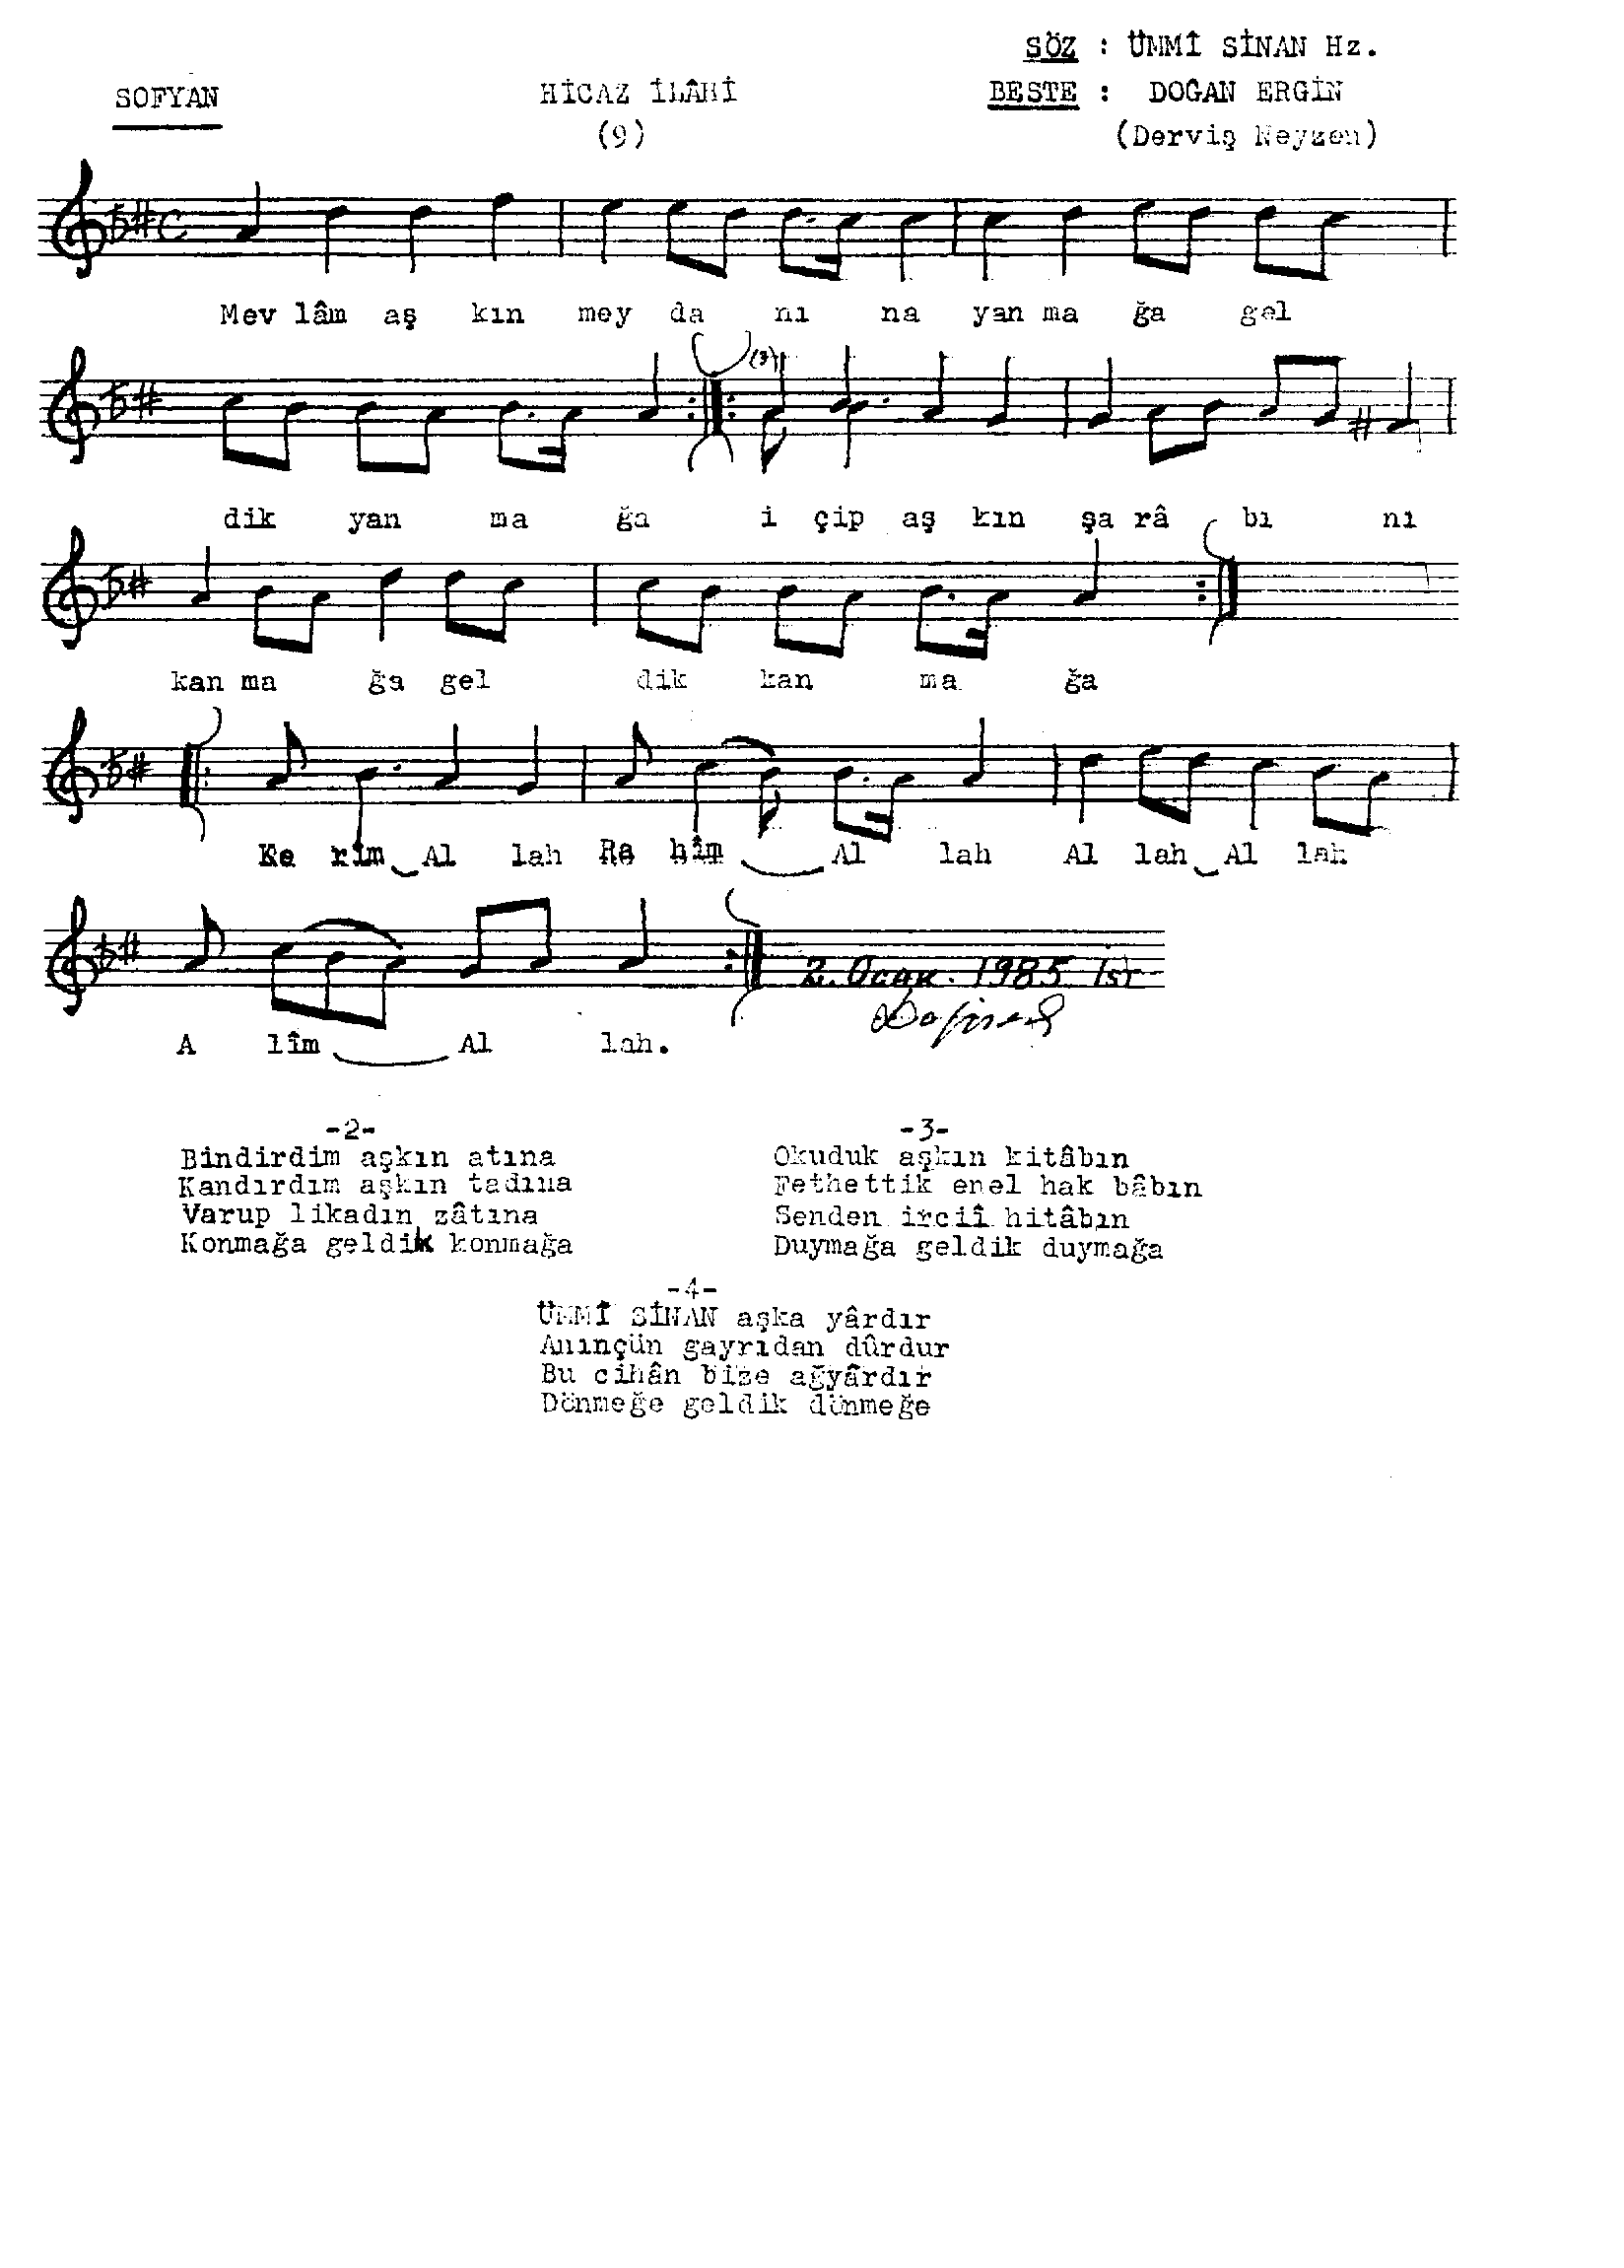 SÖZ : ÜMMÎ SİNAN Hz.
SOFYAN HİCAZ İLÂHİ BESTE : DOĞAN ERGİN
(9) (Derviş Neyzen)
Mev lâm aş kın mey da nı na yan ma ğa gel
(3)
dik yan ma ğa i çip aş kın şa râ bı nı
kan ma ğa gel dik kan ma ğa
Ke rîm Al lah Ra hîm Al lah Al lah Al lah
2. Ocak. 1985 İst
A lîm Al lah.
-2-
Bindirdim aşkın atına
Kandırdım aşkın tadına
Varup likadın zâtına
Konmağa geldik konmağa
-3-
Okuduk aşkın kitâbın
Fethettik enel hak bâbın
Senden irciî hitâbın
Duymağa geldik duymağa
-4-
ÜMMÎ SİNAN aşka yârdır
Anınçün gayrıdan dûrdur
Bu cihân bize ağyârdır
Dönmeğe geldik dönmeğe